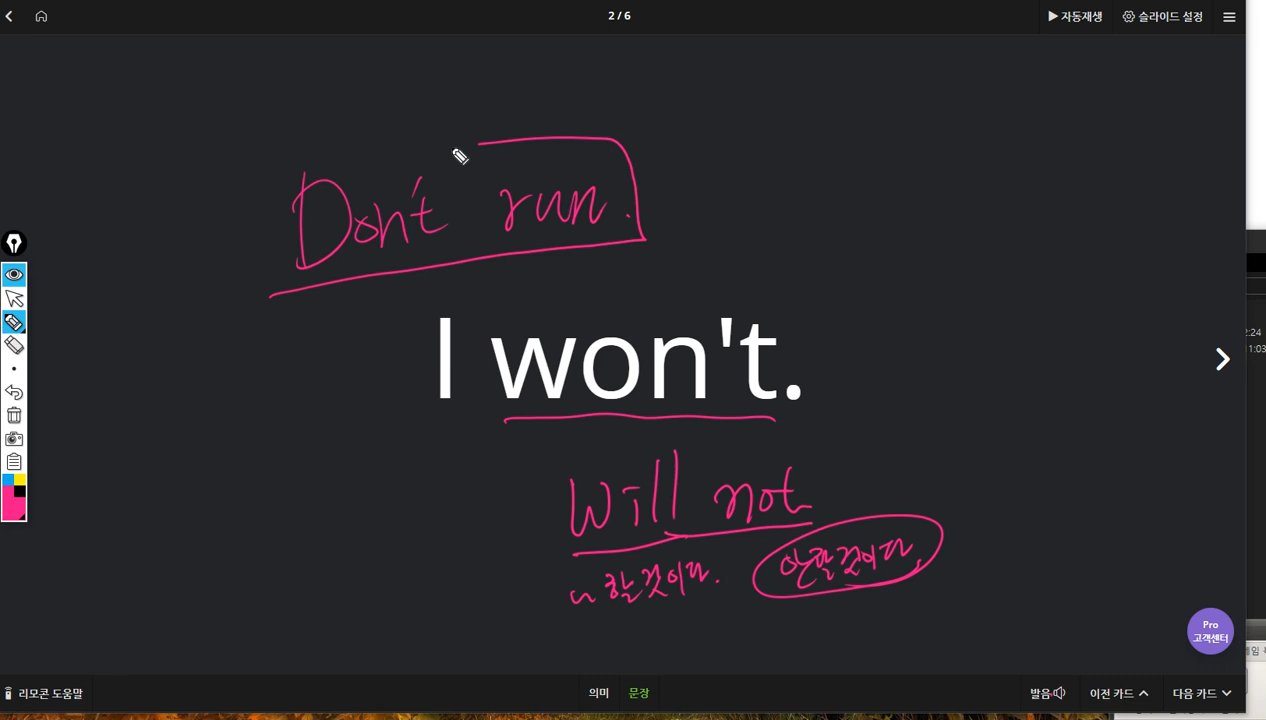 2 / 6
자동재생
슬라이드 설정
Don't run.
I won't.
Will not
~할것이다.
안할것이다
Pro
고객센터
리모콘 도움말
의미
문장
발음
이전 카드
다음 카드